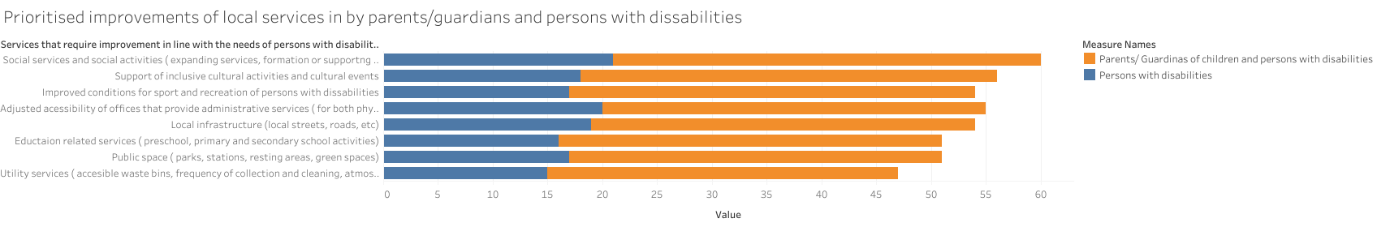 Prioritised improvements of local services in by parents/guardians and persons with dissabilities
Services that require improvement in line with the needs of persons with disabilit..
Measure Names
Social services and social activities ( expanding services, formation or supportng ..
Parents/ Guardinas of children and persons with disabilities
Support of inclusive cultural activities and cultural events
Persons with disabilities
Improved conditions for sport and recreation of persons with dissabilities
Adjusted acessibility of offices that provide administrative services ( for both phy..
Local infrastructure (local streets, roads, etc)
Eductaion related services ( preschool, primary and secondary school activities)
Public space ( parks, stations, resting areas, green spaces)
Utility services ( accesible waste bins, frequency of collection and cleaning, atmos..
0 5 10 15 20 25 30 35 40 45 50 55 60
Value